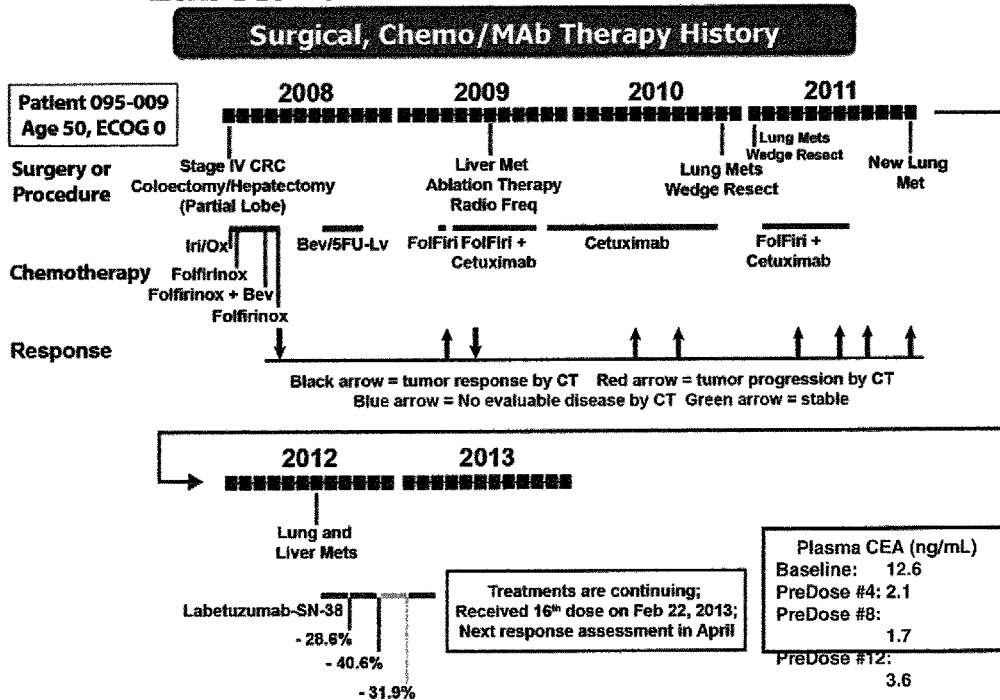 Surgical, Chemo/MAb Therapy History
Patient 095-009
Age 50, ECOG 0
2008
2009
2010
2011
Surgery or
Procedure
Stage IV CRC
Coloectomy/Hepatectomy
(Partial Lobe)
Liver Met
Ablation Therapy
Radio Freq
Lung Mets
Wedge Resect
Lung Mets
Wedge Resect
New Lung
Met
Chemotherapy
Iri/Ox
Folfirinox
Folfirinox + Bev
Folfirinox
Bev/5FU-Lv
FolFiri
FolFiri +
Cetuximab
Cetuximab
FolFiri +
Cetuximab
Response
Black arrow = tumor response by CT Red arrow = tumor progression by CT
Blue arrow = No evaluable disease by CT Green arrow = stable
2012
2013
Lung and
Liver Mets
Labetuzumab-SN-38
- 28.6%
- 40.6%
- 31.9%
Treatments are continuing;
Received 16th dose on Feb 22, 2013;
Next response assessment in April
Plasma CEA (ng/mL)
Baseline: 12.6
PreDose #4: 2.1
PreDose #8:
1.7
PreDose #12:
3.6